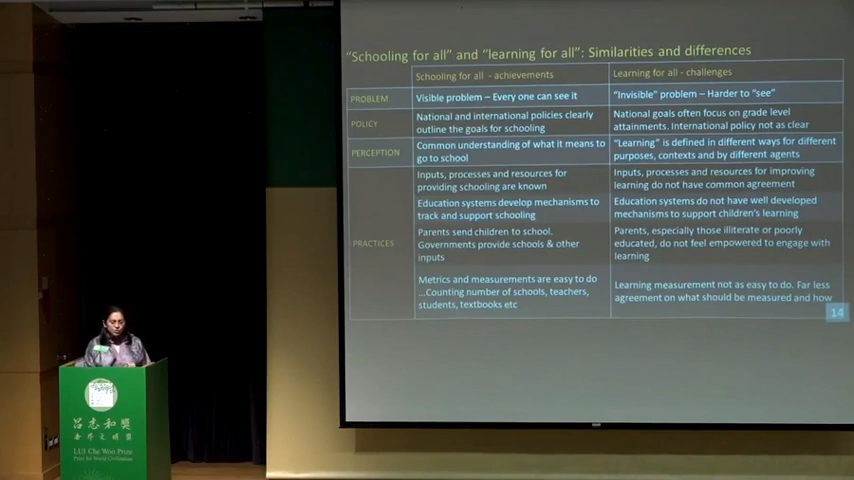 "Schooling for all" and "learning for all": Similarities and differences
Schooling for all - achievements
Learning for all - challenges
PROBLEM
Visible problem – Every one can see it
"Invisible" problem – Harder to "see"
POLICY
National and international policies clearly
outline the goals for schooling
National goals often focus on grade level
attainments. International policy not as clear
PERCEPTION
Common understanding of what it means to
go to school
"Learning" is defined in different ways for different
purposes, contexts and by different agents
PRACTICES
Inputs, processes and resources for
providing schooling are known
Inputs, processes and resources for improving
learning do not have common agreement
Education systems develop mechanisms to
track and support schooling
Education systems do not have well developed
mechanisms to support children's learning
Parents send children to school.
Governments provide schools & other
inputs
Parents, especially those illiterate or poorly
educated, do not feel empowered to engage with
learning
Metrics and measurements are easy to do
...Counting number of schools, teachers,
students, textbooks etc
Learning measurement not as easy to do. Far less
agreement on what should be measured and how
14
呂志和獎
世界文明獎
LUI Che Woo Prize
Prize for World Civilisation